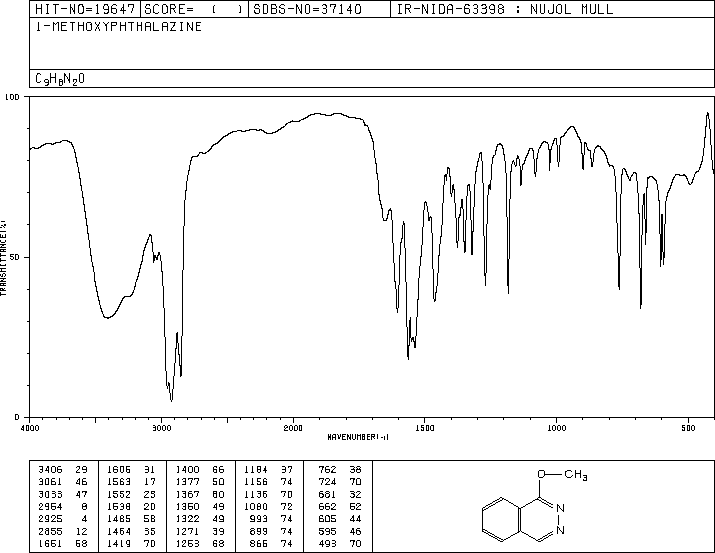 HIT-NO=19647 SCORE= ( ) SDBS-NO=37140 IR-NIDA-63398 : NUJOL MULL
1-METHOXYPHTHALAZINE
C9H8N2O
100
50
0
TRANSMITTANCE(%)
4000 3000 2000 1500 1000 500
WAVENUMBER(-1)
3406 29 1606 31 1400 66 1184 37 762 38
3061 46 1563 17 1377 50 1156 74 724 70
3033 47 1552 23 1367 60 1136 70 681 32
2954 8 1538 20 1350 49 1080 72 662 52
2925 4 1485 58 1322 49 993 74 605 44
2855 12 1464 35 1271 39 899 74 595 46
1651 68 1419 70 1253 68 866 74 493 70
O CH3
N
N